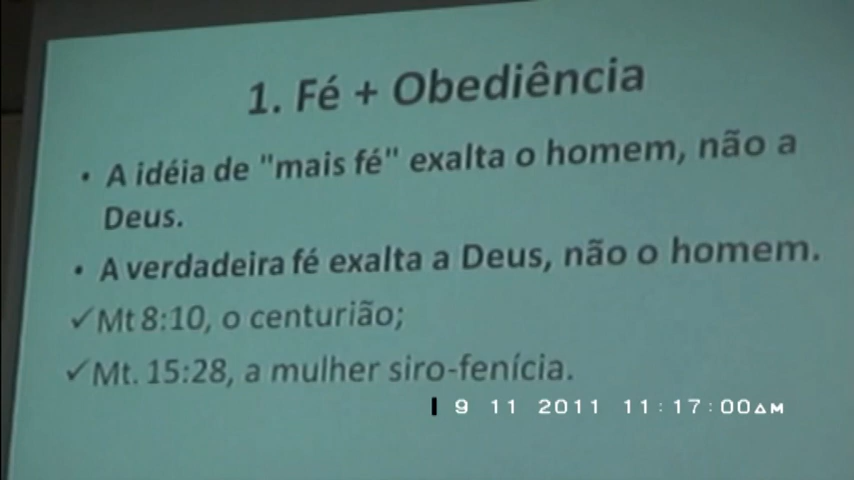 1. Fé + Obediência
• A idéia de "mais fé" exalta o homem, não a
Deus.
• A verdadeira fé exalta a Deus, não o homem.
✓Mt 8:10, o centurião;
✓Mt. 15:28, a mulher siro-fenícia.
9 11 2011 11:17:00AM